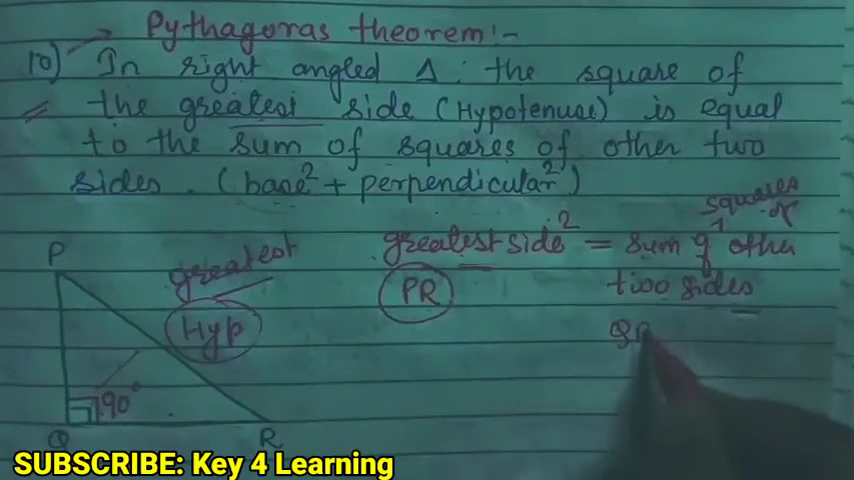 Pythagoras theorem:-
10) In right angled Δ. the square of
the greatest side (Hypotenuse) is equal
to the sum of squares of other two
sides. (base² + perpendicular²)
squares of
greatest side² = sum of other
two sides
P
greatest
Hyp
PR
90°
Q
R
SUBSCRIBE: Key 4 Learning